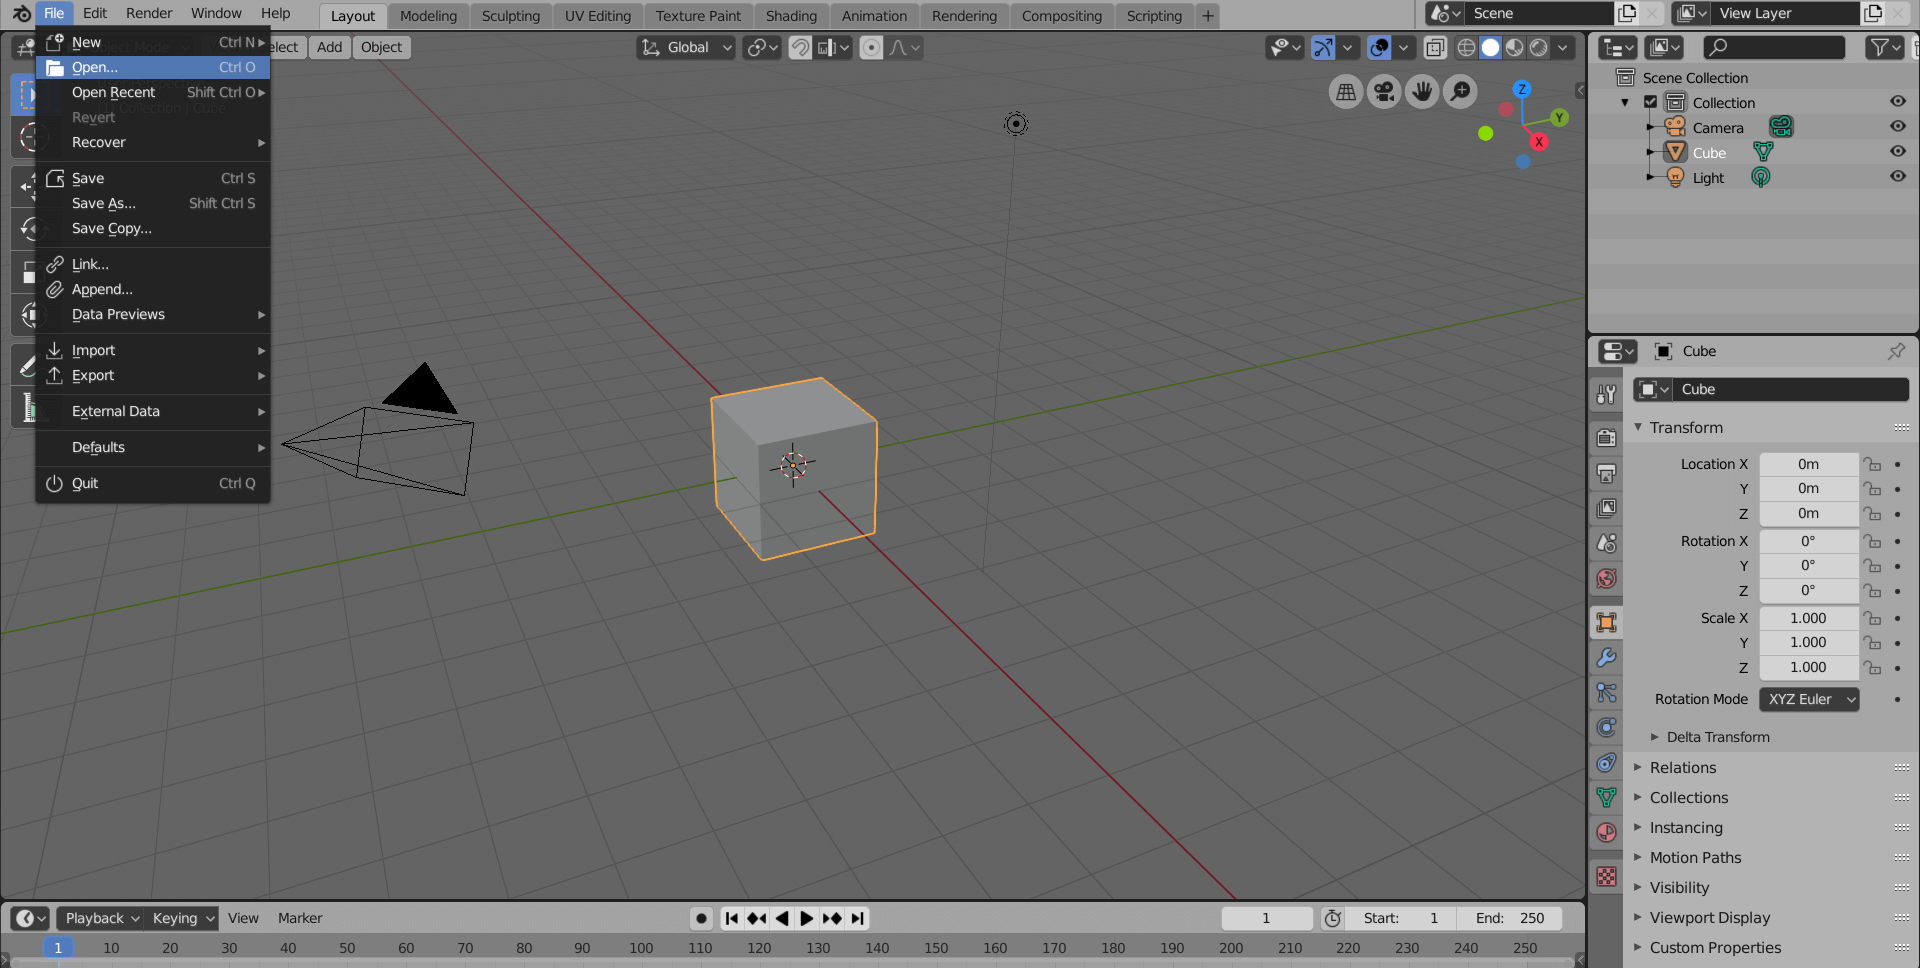 File Edit Render Window Help Layout Modeling Sculpting UV Editing Texture Paint Shading Animation Rendering Compositing Scripting Scene View Layer
New Ctrl N
Open... Ctrl O
Open Recent Shift Ctrl O
Revert
Recover
Save Ctrl S
Save As... Shift Ctrl S
Save Copy...
Link...
Append...
Data Previews
Import
Export
External Data
Defaults
Quit Ctrl Q
Add Object Global
Z
Y
X
Scene Collection
Collection
Camera
Cube
Light
Cube
Cube
Transform
Location X 0m
Y 0m
Z 0m
Rotation X 0°
Y 0°
Z 0°
Scale X 1.000
Y 1.000
Z 1.000
Rotation Mode XYZ Euler
Delta Transform
Relations
Collections
Instancing
Motion Paths
Visibility
Viewport Display
Custom Properties
Playback Keying View Marker 1 Start: 1 End: 250
1 10 20 30 40 50 60 70 80 90 100 110 120 130 140 150 160 170 180 190 200 210 220 230 240 250